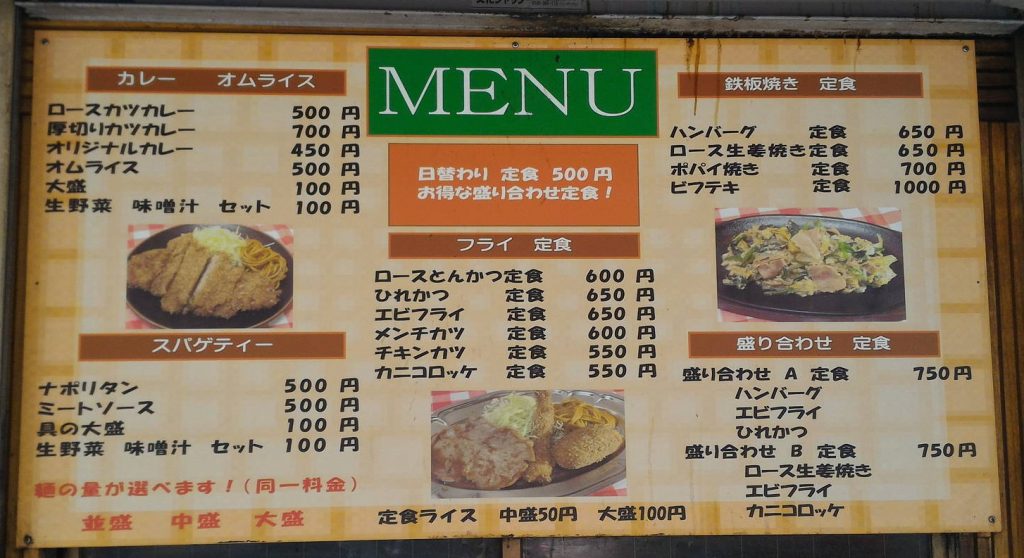 MENU
カレー オムライス
ロースカツカレー 500 円
厚切りカツカレー 700 円
オリジナルカレー 450 円
オムライス 500 円
大盛 100 円
生野菜 味噌汁 セット 100 円
スパゲティー
ナポリタン 500 円
ミートソース 500 円
具の大盛 100 円
生野菜 味噌汁 セット 100 円
麺の量が選べます！(同一料金)
並盛 中盛 大盛
日替わり 定食 500 円
お得な盛り合わせ定食！
フライ 定食
ロースとんかつ定食 600 円
ひれかつ 定食 650 円
エビフライ 定食 650 円
メンチカツ 定食 600 円
チキンカツ 定食 550 円
カニコロッケ 定食 550 円
定食ライス 中盛50円 大盛100円
鉄板焼き 定食
ハンバーグ 定食 650 円
ロース生姜焼き定食 650 円
ポパイ焼き 定食 700 円
ビフテキ 定食 1000 円
盛り合わせ 定食
盛り合わせ A 定食 750円
ハンバーグ
エビフライ
ひれかつ
盛り合わせ B 定食 750円
ロース生姜焼き
エビフライ
カニコロッケ